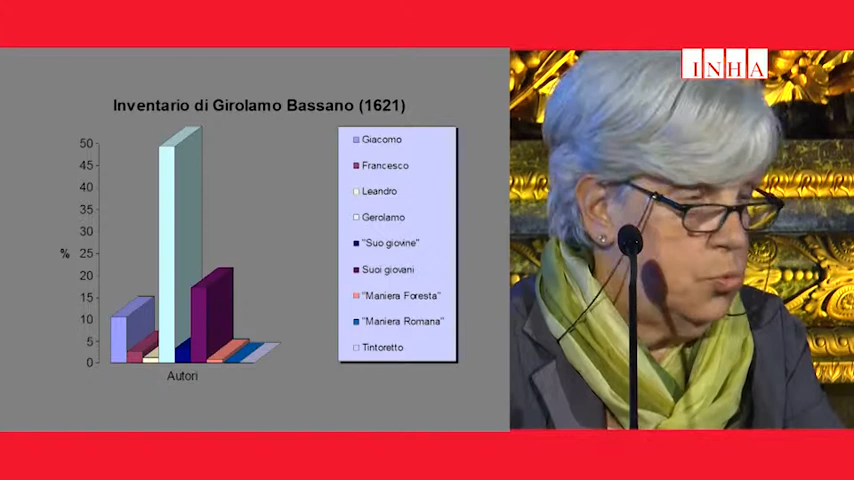 INHA
Inventario di Girolamo Bassano (1621)
50
45
40
35
30
25
20
15
10
5
0
%
Autori
Giacomo
Francesco
Leandro
Gerolamo
"Suo giovine"
Suoi giovani
"Maniera Foresta"
"Maniera Romana"
Tintoretto